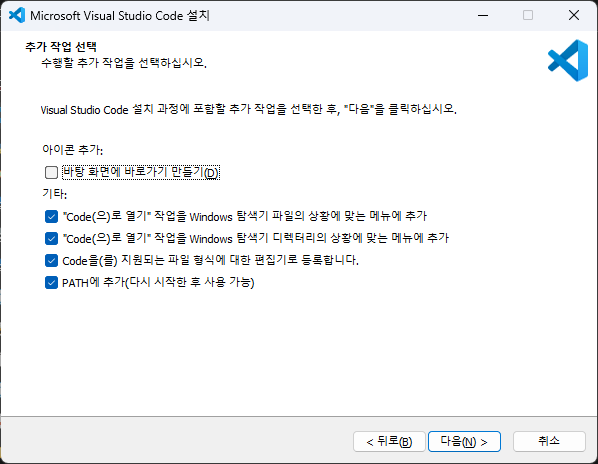 Microsoft Visual Studio Code 설치
추가 작업 선택
수행할 추가 작업을 선택하십시오.
Visual Studio Code 설치 과정에 포함할 추가 작업을 선택한 후, "다음"을 클릭하십시오.
아이콘 추가:
바탕 화면에 바로가기 만들기(D)
기타:
"Code(으)로 열기" 작업을 Windows 탐색기 파일의 상황에 맞는 메뉴에 추가
"Code(으)로 열기" 작업을 Windows 탐색기 디렉터리의 상황에 맞는 메뉴에 추가
Code을(를) 지원되는 파일 형식에 대한 편집기로 등록합니다.
PATH에 추가(다시 시작한 후 사용 가능)
< 뒤로(B)
다음(N) >
취소